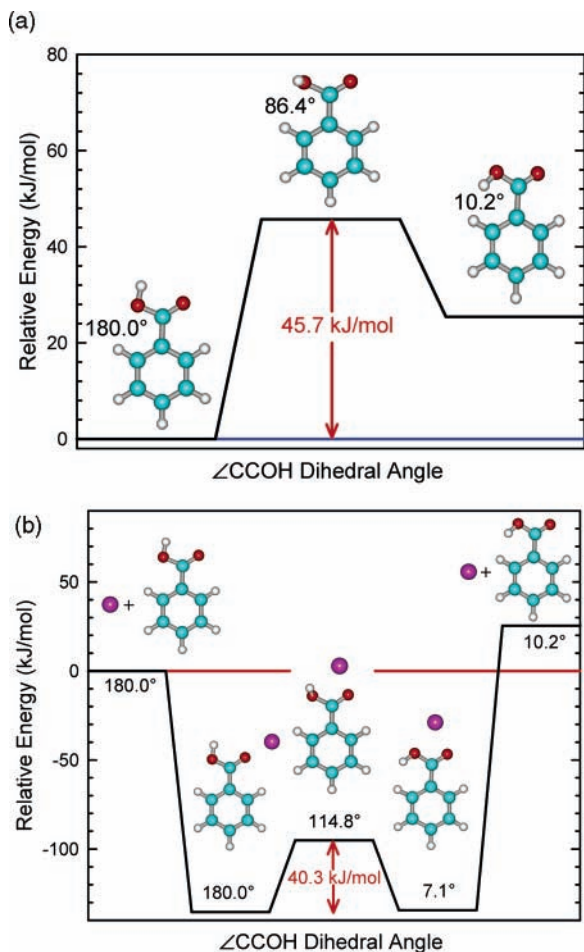 (a)
80
60
40
20
0
Relative Energy (kJ/mol)
86.4°
10.2°
180.0°
45.7 kJ/mol
∠CCOH Dihedral Angle
(b)
50
0
-50
-100
Relative Energy (kJ/mol)
+
+
180.0°
10.2°
114.8°
180.0°
40.3 kJ/mol
7.1°
∠CCOH Dihedral Angle